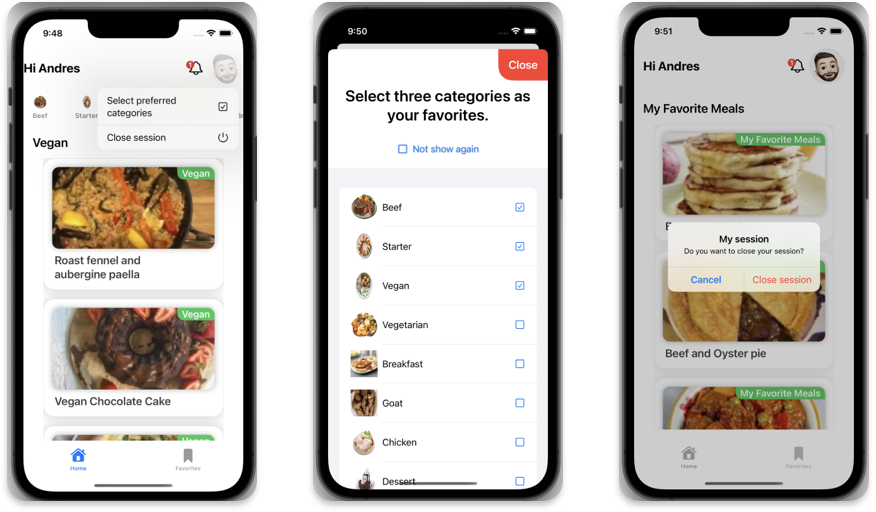 9:48
Hi Andres
1
Beef
Starter
Select preferred
categories
Close session
Vegan
Vegan
Roast fennel and
aubergine paella
Vegan
Vegan Chocolate Cake
Vegan
Home
Favorites
9:50
Close
Select three categories as
your favorites.
Not show again
Beef
Starter
Vegan
Vegetarian
Breakfast
Goat
Chicken
Dessert
9:51
Hi Andres
1
My Favorite Meals
My Favorite Meals
My session
Do you want to close your session?
Cancel
Close session
Beef and Oyster pie
My Favorite Meals
Home
Favorites